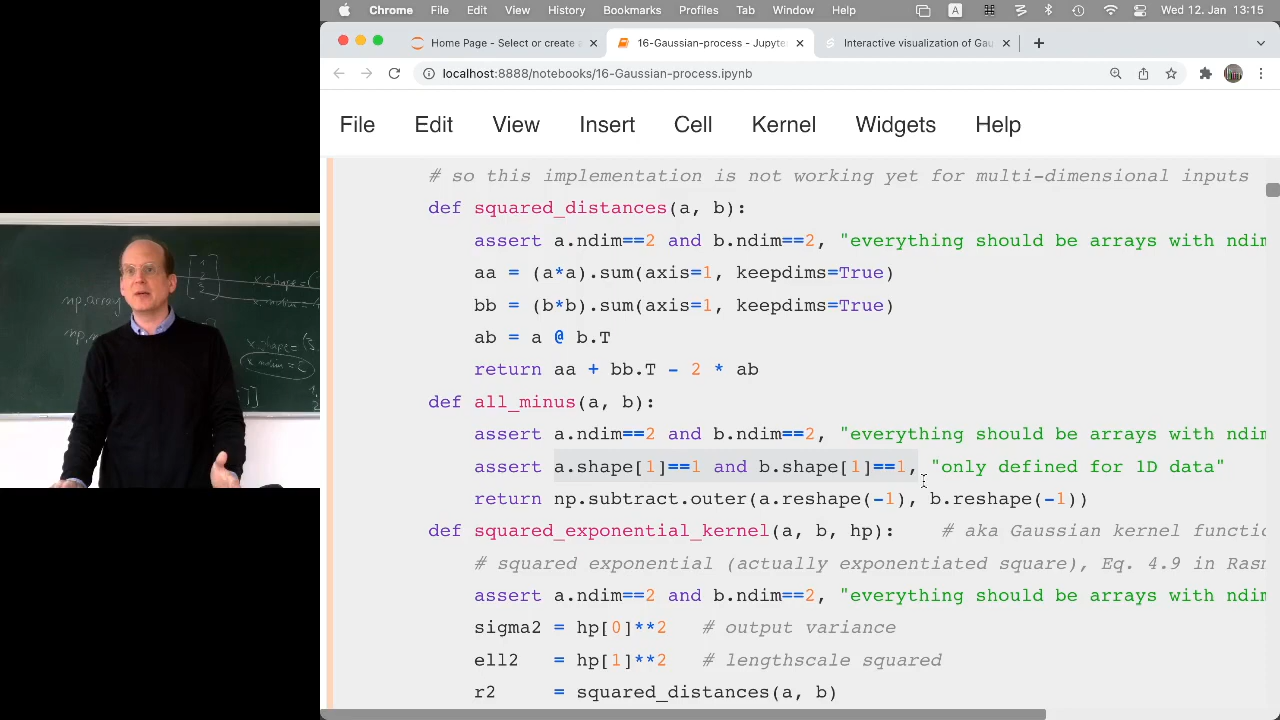 Chrome File Edit View History Bookmarks Profiles Tab Window Help A Wed 12. Jan 13:15
Home Page - Select or create 16-Gaussian-process - Jupyte Interactive visualization of Gau
localhost:8888/notebooks/16-Gaussian-process.ipynb
File Edit View Insert Cell Kernel Widgets Help
# so this implementation is not working yet for multi-dimensional inputs
def squared_distances(a, b):
assert a.ndim==2 and b.ndim==2, "everything should be arrays with ndim
aa = (a*a).sum(axis=1, keepdims=True)
bb = (b*b).sum(axis=1, keepdims=True)
ab = a @ b.T
return aa + bb.T - 2 * ab
def all_minus(a, b):
assert a.ndim==2 and b.ndim==2, "everything should be arrays with ndim
assert a.shape[1]==1 and b.shape[1]==1, "only defined for 1D data"
return np.subtract.outer(a.reshape(-1), b.reshape(-1))
def squared_exponential_kernel(a, b, hp): # aka Gaussian kernel functio
# squared exponential (actually exponentiated square), Eq. 4.9 in Rasm
assert a.ndim==2 and b.ndim==2, "everything should be arrays with ndim
sigma2 = hp[0]**2 # output variance
ell2 = hp[1]**2 # lengthscale squared
r2 = squared_distances(a, b)
np.array
x.shape=(
x.ndim=